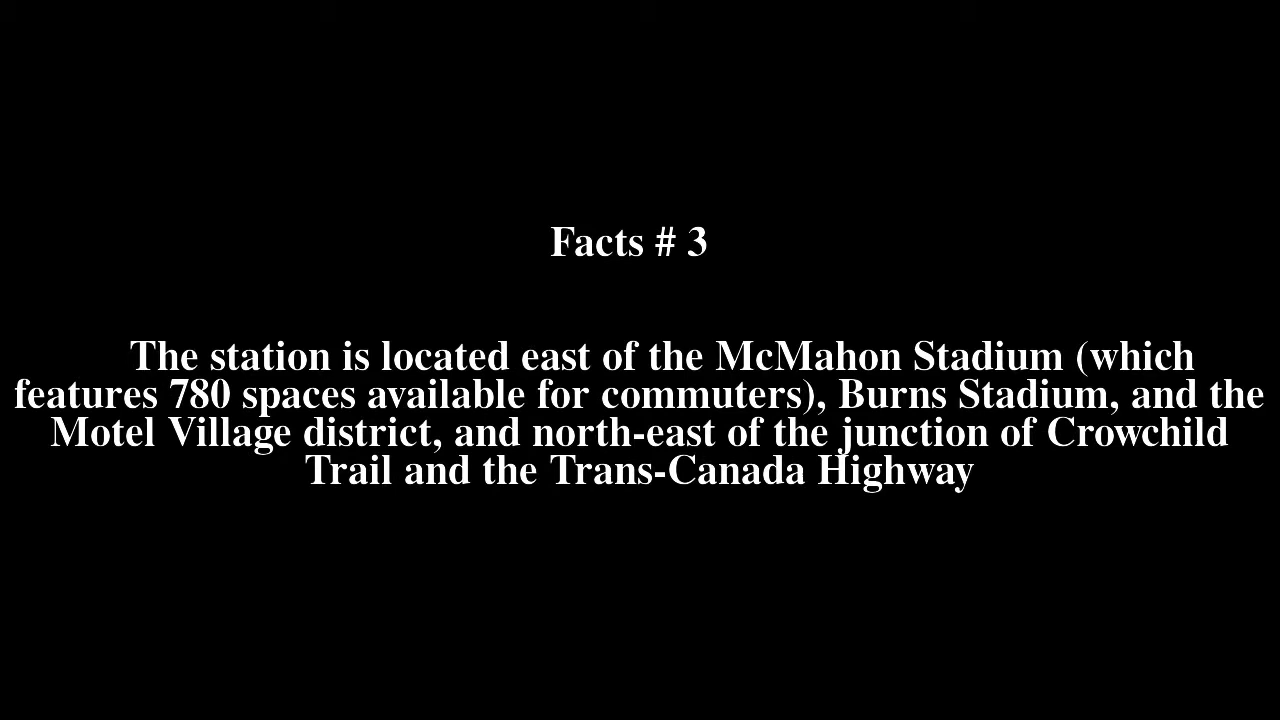 Facts # 3
The station is located east of the McMahon Stadium (which
features 780 spaces available for commuters), Burns Stadium, and the
Motel Village district, and north-east of the junction of Crowchild
Trail and the Trans-Canada Highway